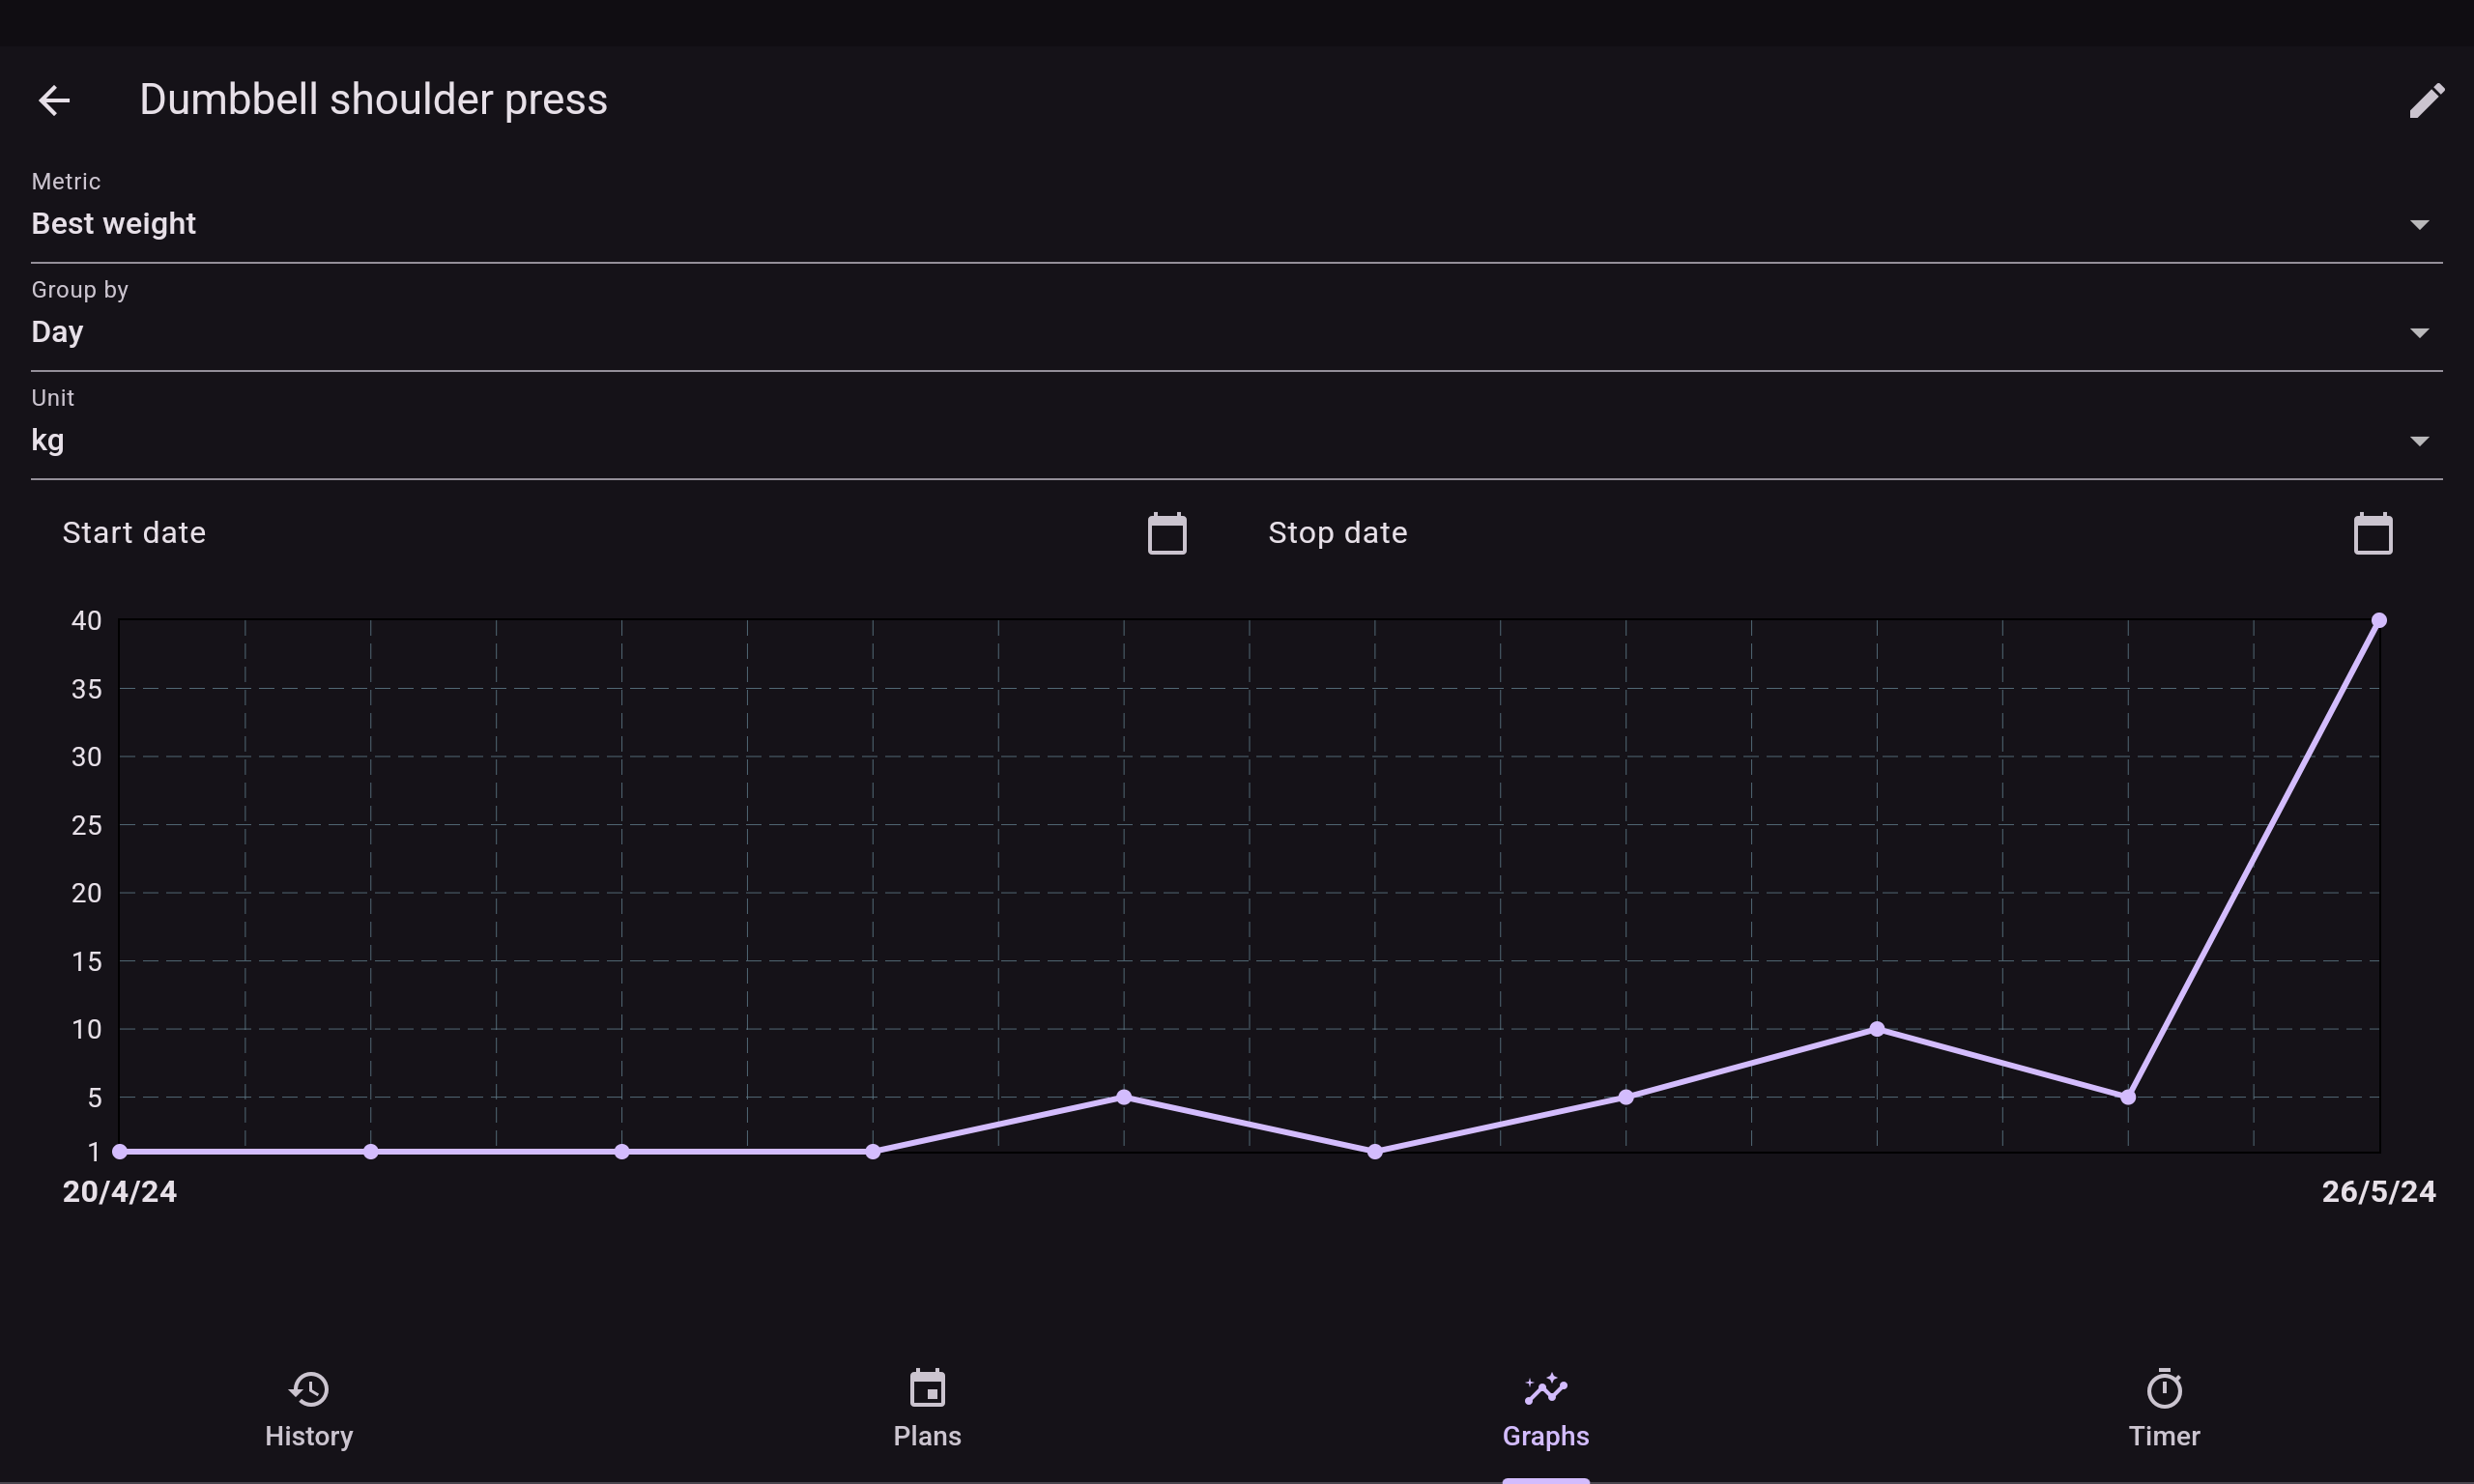 Dumbbell shoulder press
Metric
Best weight
Group by
Day
Unit
kg
Start date
Stop date
40
35
30
25
20
15
10
5
1
20/4/24
26/5/24
History
Plans
Graphs
Timer